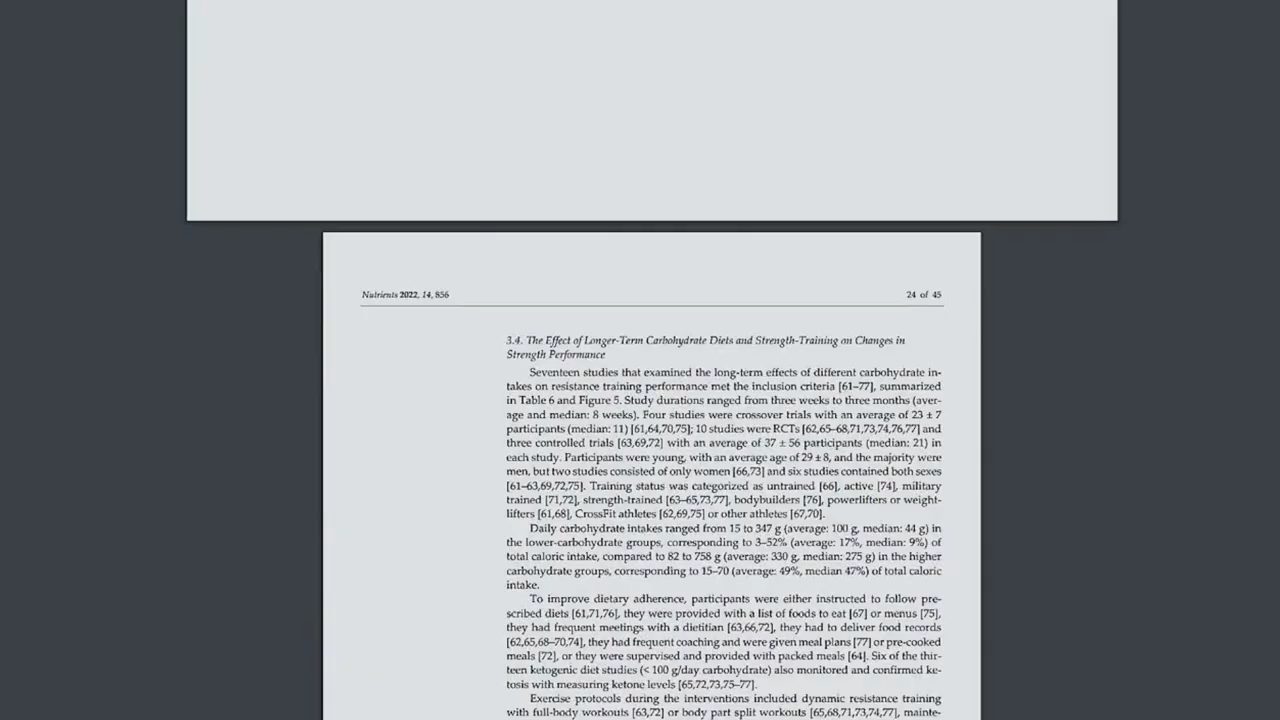 Nutrients 2022, 14, 856
24 of 45
3.4. The Effect of Longer-Term Carbohydrate Diets and Strength-Training on Changes in
Strength Performance
Seventeen studies that examined the long-term effects of different carbohydrate in-
takes on resistance training performance met the inclusion criteria [61–77], summarized
in Table 6 and Figure 5. Study durations ranged from three weeks to three months (aver-
age and median: 8 weeks). Four studies were crossover trials with an average of 23 ± 7
participants (median: 11) [61,64,70,75]; 10 studies were RCTs [62,65–68,71,73,74,76,77] and
three controlled trials [63,69,72] with an average of 37 ± 56 participants (median: 21) in
each study. Participants were young, with an average age of 29 ± 8, and the majority were
men, but two studies consisted of only women [66,73] and six studies contained both sexes
[61–63,69,72,75]. Training status was categorized as untrained [66], active [74], military
trained [71,72], strength-trained [63–65,73,77], bodybuilders [76], powerlifters or weight-
lifters [61,68], CrossFit athletes [62,69,75] or other athletes [67,70].
Daily carbohydrate intakes ranged from 15 to 347 g (average: 100 g, median: 44 g) in
the lower-carbohydrate groups, corresponding to 3–52% (average: 17%, median: 9%) of
total caloric intake, compared to 82 to 758 g (average: 330 g, median: 275 g) in the higher
carbohydrate groups, corresponding to 15–70 (average: 49%, median 47%) of total caloric
intake.
To improve dietary adherence, participants were either instructed to follow pre-
scribed diets [61,71,76], they were provided with a list of foods to eat [67] or menus [75],
they had frequent meetings with a dietitian [63,66,72], they had to deliver food records
[62,65,68–70,74], they had frequent coaching and were given meal plans [77] or pre-cooked
meals [72], or they were supervised and provided with packed meals [64]. Six of the thir-
teen ketogenic diet studies (< 100 g/day carbohydrate) also monitored and confirmed ke-
tosis with measuring ketone levels [65,72,73,75–77].
Exercise protocols during the interventions included dynamic resistance training
with full-body workouts [63,72] or body part split workouts [65,68,71,73,74,77], mainte-